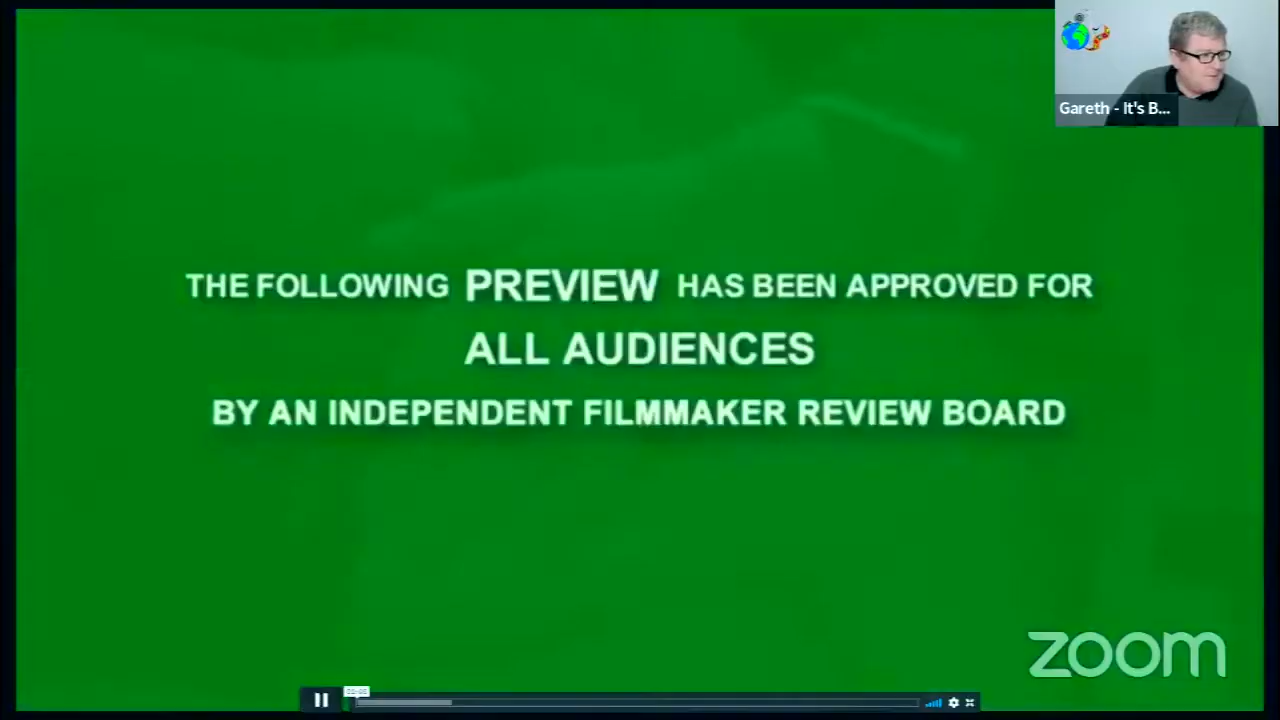 Gareth - It's B...
THE FOLLOWING PREVIEW HAS BEEN APPROVED FOR
ALL AUDIENCES
BY AN INDEPENDENT FILMMAKER REVIEW BOARD
zoom